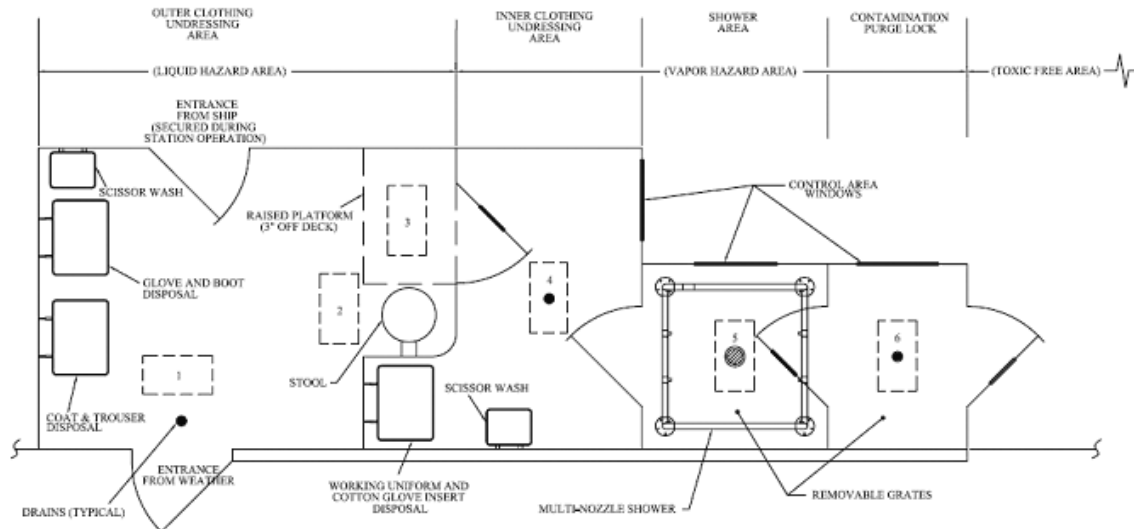 OUTER CLOTHING
UNDRESSING
AREA
INNER CLOTHING
UNDRESSING
AREA
SHOWER
AREA
CONTAMINATION
PURGE LOCK
(LIQUID HAZARD AREA)
(VAPOR HAZARD AREA)
(TOXIC FREE AREA)
ENTRANCE
FROM SHIP
(SECURED DURING
STATION OPERATION)
SCISSOR WASH
RAISED PLATFORM
(3" OFF DECK)
CONTROL AREA
WINDOWS
GLOVE AND BOOT
DISPOSAL
3
4
2
5
6
1
STOOL
SCISSOR WASH
COAT & TROUSER
DISPOSAL
ENTRANCE
FROM WEATHER
WORKING UNIFORM AND
COTTON GLOVE INSERT
DISPOSAL
DRAINS (TYPICAL)
MULTI-NOZZLE SHOWER
REMOVABLE GRATES